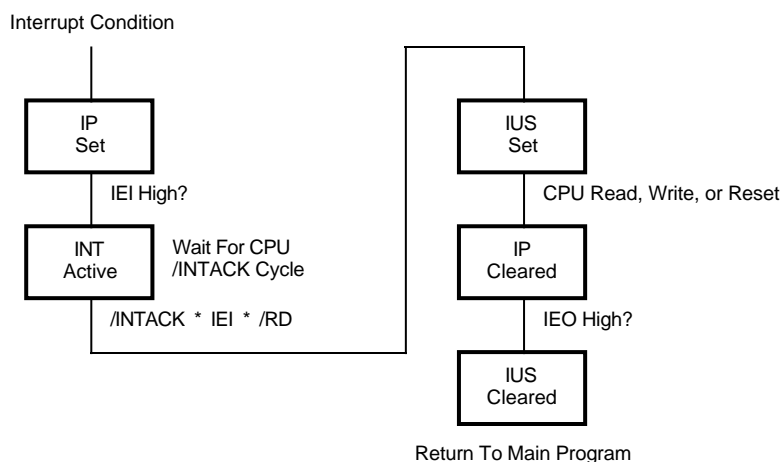 Interrupt Condition
IP
Set
IEI High?
INT
Active
Wait For CPU
/INTACK Cycle
/INTACK * IEI * /RD
IUS
Set
CPU Read, Write, or Reset
IP
Cleared
IEO High?
IUS
Cleared
Return To Main Program